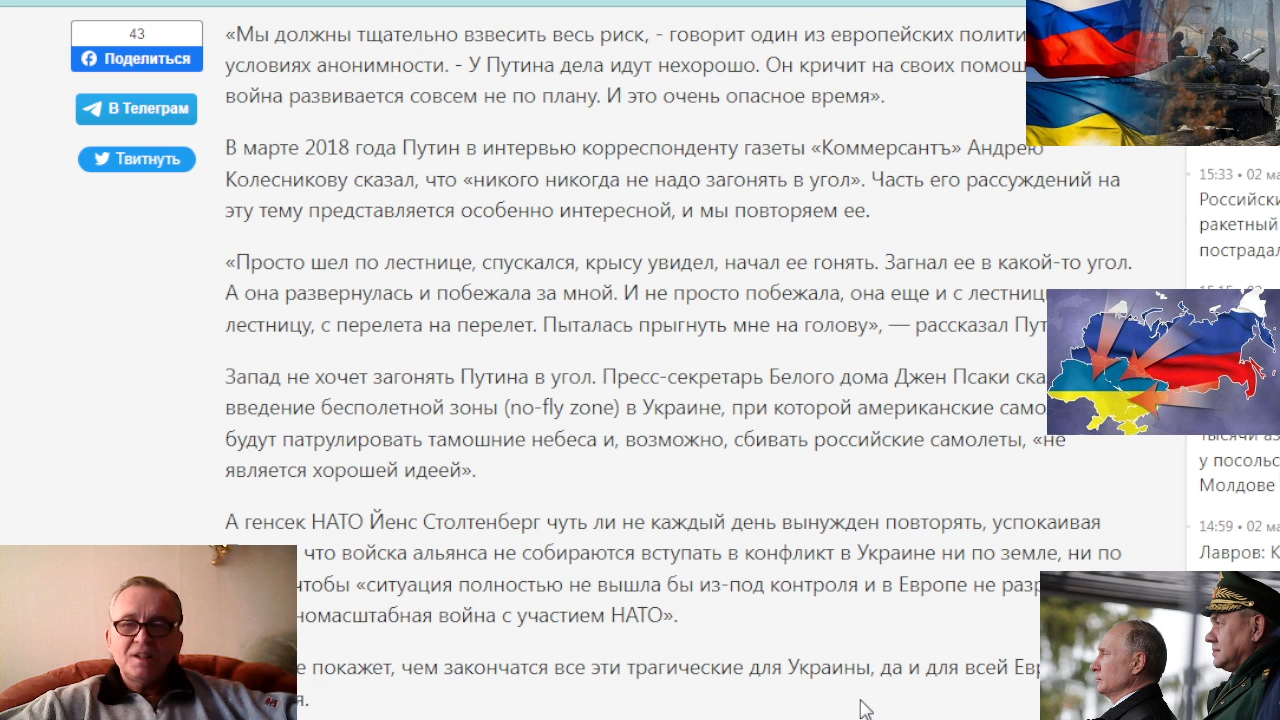 43
Поделиться
В Телеграм
Твитнуть
«Мы должны тщательно взвесить весь риск, - говорит один из европейских полити
условиях анонимности. - У Путина дела идут нехорошо. Он кричит на своих помощ
война развивается совсем не по плану. И это очень опасное время».
В марте 2018 года Путин в интервью корреспонденту газеты «Коммерсантъ» Андрею
Колесникову сказал, что «никого никогда не надо загонять в угол». Часть его рассуждений на
эту тему представляется особенно интересной, и мы повторяем ее.
«Просто шел по лестнице, спускался, крысу увидел, начал ее гонять. Загнал ее в какой-то угол.
А она развернулась и побежала за мной. И не просто побежала, она еще и с лестниц
лестницу, с перелета на перелет. Пыталась прыгнуть мне на голову», — рассказал Пут
Запад не хочет загонять Путина в угол. Пресс-секретарь Белого дома Джен Псаки ска
введение бесполетной зоны (no-fly zone) в Украине, при которой американские само
будут патрулировать тамошние небеса и, возможно, сбивать российские самолеты, «не
является хорошей идеей».
А генсек НАТО Йенс Столтенберг чуть ли не каждый день вынужден повторять, успокаивая
что войска альянса не собираются вступать в конфликт в Украине ни по земле, ни по
чтобы «ситуация полностью не вышла бы из-под контроля и в Европе не разр
номасштабная война с участием НАТО».
е покажет, чем закончатся все эти трагические для Украины, да и для всей Евр
я.
15:33 • 02 ма
Российски
ракетный
пострадал
тысячи аз
у посольс
Молдове
14:59 • 02 ма
Лавров: К